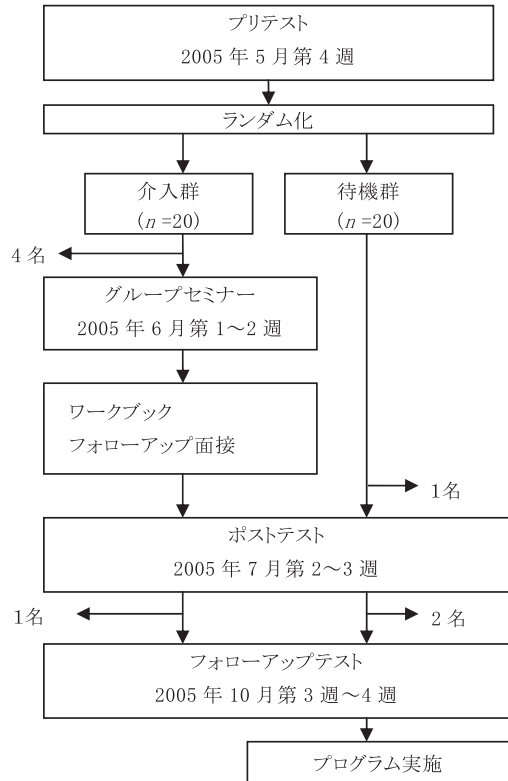 プリテスト
2005 年 5 月第 4 週
ランダム化
介入群
(n =20)
待機群
(n =20)
4 名
グループセミナー
2005 年 6 月第 1～2 週
ワークブック
フォローアップ面接
1名
ポストテスト
2005 年 7 月第 2～3 週
1名
2 名
フォローアップテスト
2005 年 10 月第 3 週～4 週
プログラム実施